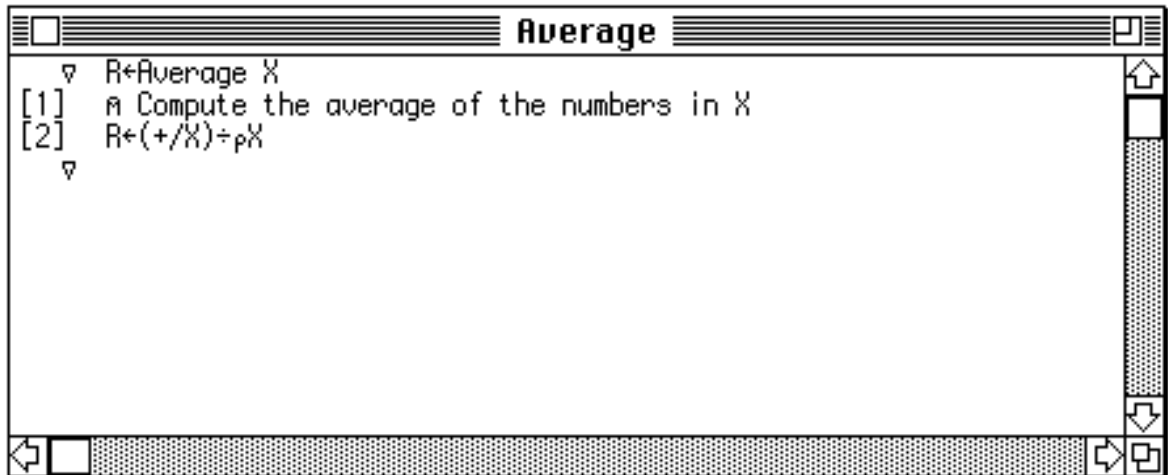 Average
∇ R←Average X
[1] ⍝ Compute the average of the numbers in X
[2] R←(+/X)÷⍴X
∇